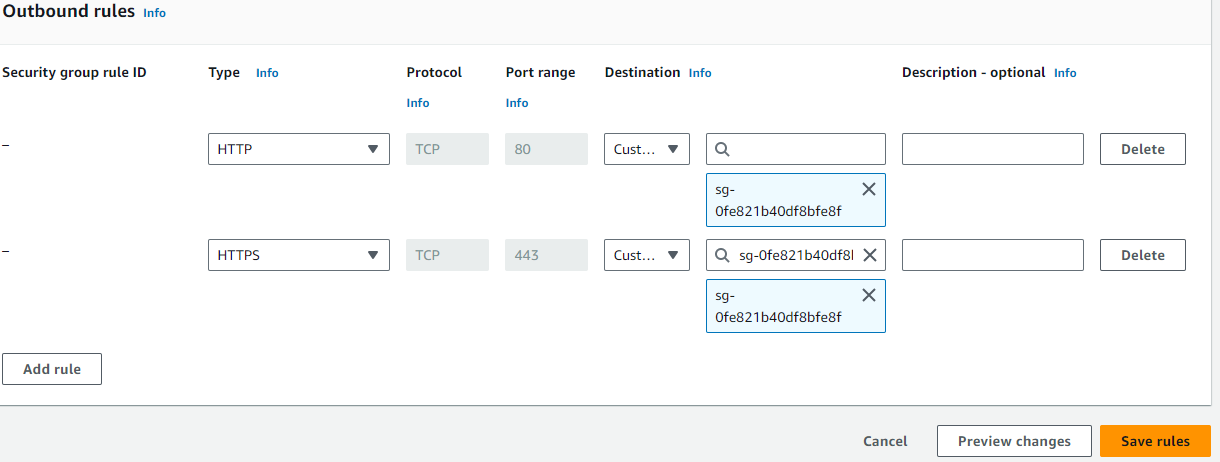 Outbound rules Info
Security group rule ID Type Info Protocol Info Port range Info Destination Info Description - optional Info
– HTTP TCP 80 Cust... Delete
sg-
0fe821b40df8bfe8f
– HTTPS TCP 443 Cust... sg-0fe821b40df8l Delete
sg-
0fe821b40df8bfe8f
Add rule
Cancel Preview changes Save rules